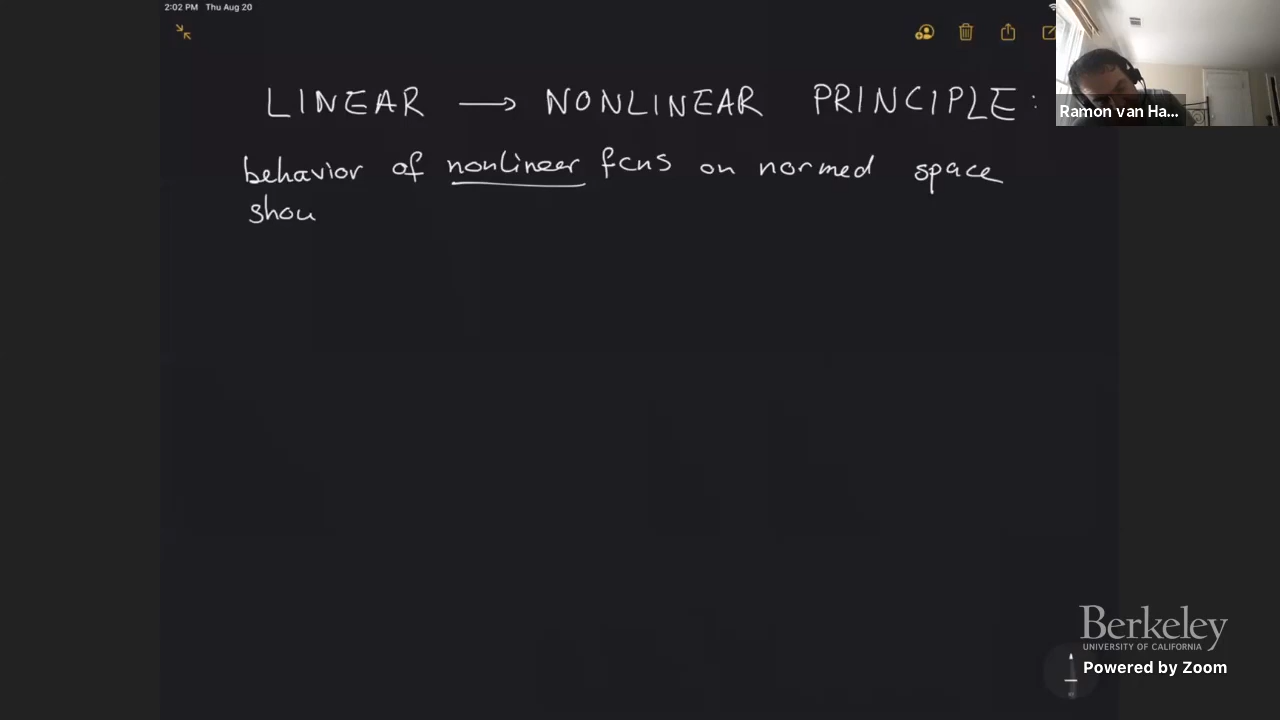 2:02 PM Thu Aug 20
LINEAR → NONLINEAR PRINCIPLE:
Ramon van Ha...
behavior of nonlinear fcns on normed space
shou
Berkeley
UNIVERSITY OF CALIFORNIA
Powered by Zoom